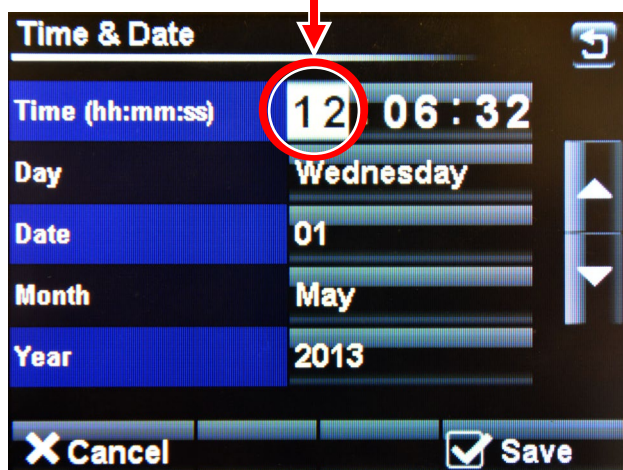 Time & Date
Time (hh:mm:ss) 12:06:32
Day Wednesday
Date 01
Month May
Year 2013
Cancel Save